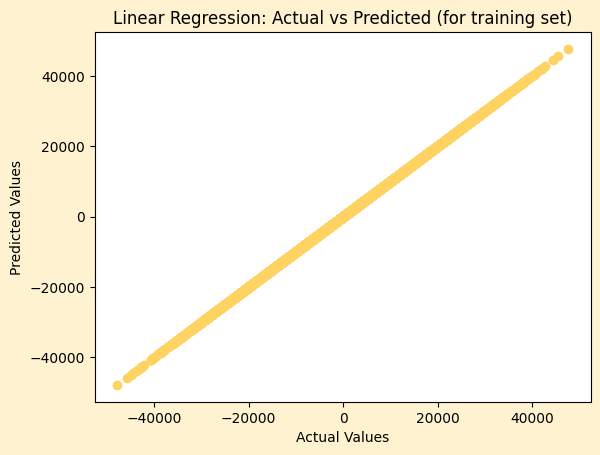 Linear Regression: Actual vs Predicted (for training set)
Predicted Values
40000
20000
0
−20000
−40000
−40000 −20000 0 20000 40000
Actual Values